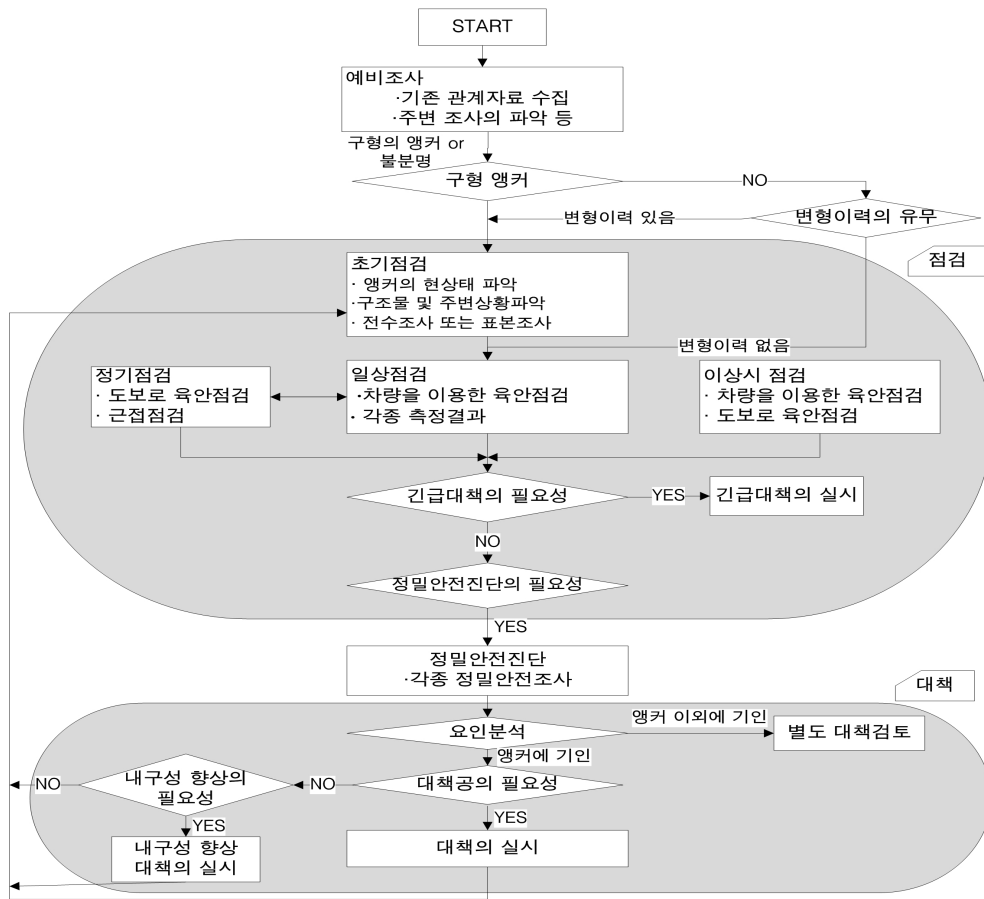 START
예비조사
·기존 관계자료 수집
·주변 조사의 파악 등
구형의 앵커 or
불분명
구형 앵커
NO
변형이력 있음
변형이력의 유무
점검
초기점검
· 앵커의 현상태 파악
·구조물 및 주변상황파악
· 전수조사 또는 표본조사
변형이력 없음
정기점검
· 도보로 육안점검
· 근접점검
일상점검
·차량을 이용한 육안점검
· 각종 측정결과
이상시 점검
· 차량을 이용한 육안점검
· 도보로 육안점검
긴급대책의 필요성
YES
긴급대책의 실시
NO
정밀안전진단의 필요성
YES
정밀안전진단
·각종 정밀안전조사
대책
요인분석
앵커 이외에 기인
별도 대책검토
앵커에 기인
대책공의 필요성
NO
내구성 향상의
필요성
NO
YES
YES
내구성 향상
대책의 실시
대책의 실시